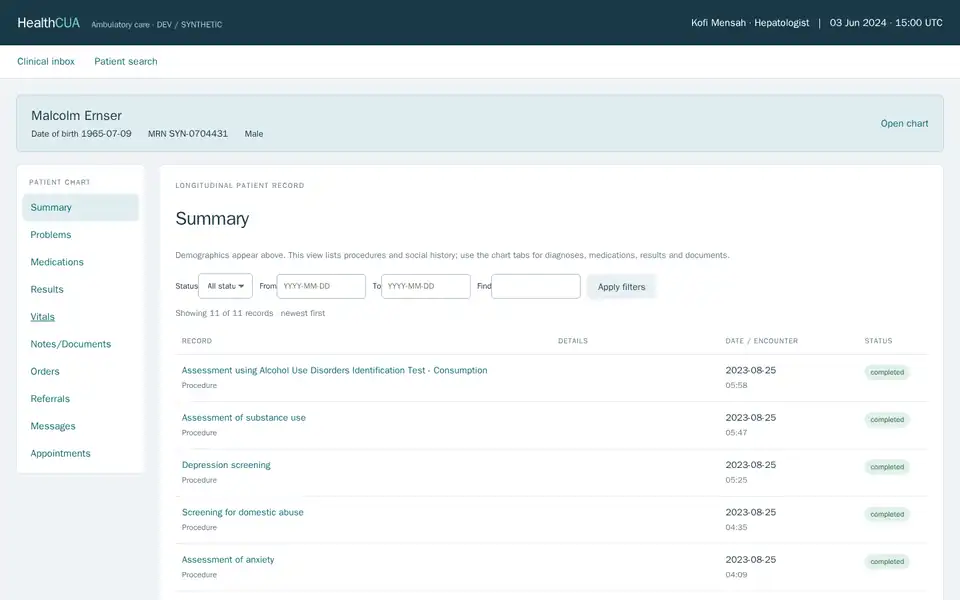 HealthCUA Ambulatory care · DEV / SYNTHETIC Kofi Mensah · Hepatologist | 03 Jun 2024 · 15:00 UTC
Clinical inbox Patient search
Malcolm Ernser
Date of birth 1965-07-09 MRN SYN-0704431 Male
Open chart
PATIENT CHART
Summary
Problems
Medications
Results
Vitals
Notes/Documents
Orders
Referrals
Messages
Appointments
LONGITUDINAL PATIENT RECORD
Summary
Demographics appear above. This view lists procedures and social history; use the chart tabs for diagnoses, medications, results and documents.
Status All statu From YYYY-MM-DD To YYYY-MM-DD Find Apply filters
Showing 11 of 11 records newest first
RECORD DETAILS DATE / ENCOUNTER STATUS
Assessment using Alcohol Use Disorders Identification Test - Consumption 2023-08-25 completed
Procedure 05:58
Assessment of substance use 2023-08-25 completed
Procedure 05:47
Depression screening 2023-08-25 completed
Procedure 05:25
Screening for domestic abuse 2023-08-25 completed
Procedure 04:35
Assessment of anxiety 2023-08-25 completed
Procedure 04:09